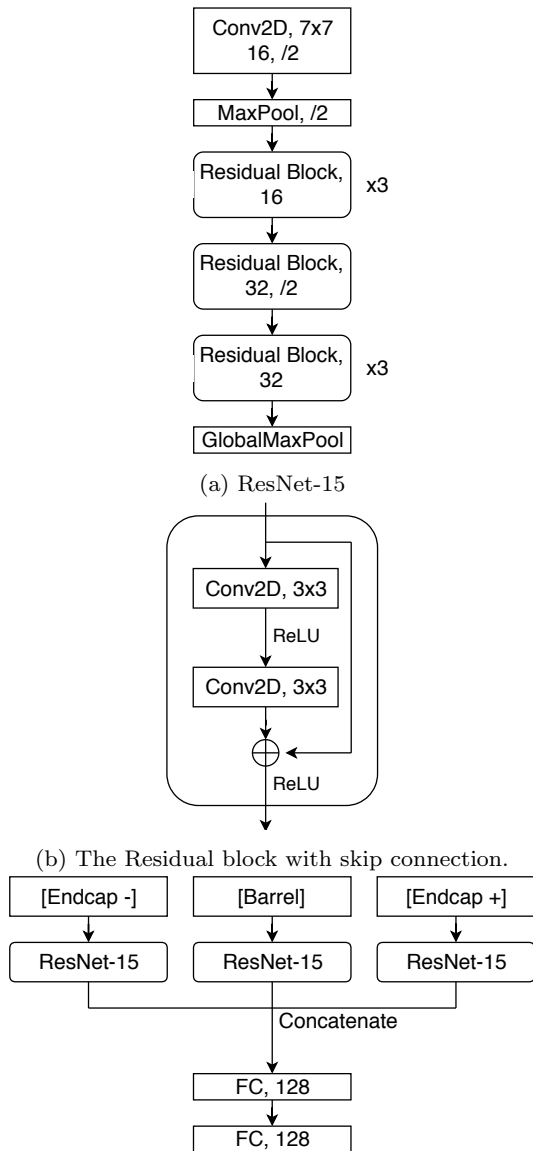 Conv2D, 7x7
16, /2
MaxPool, /2
Residual Block,
16
x3
Residual Block,
32, /2
Residual Block,
32
x3
GlobalMaxPool
(a) ResNet-15
Conv2D, 3x3
ReLU
Conv2D, 3x3
ReLU
(b) The Residual block with skip connection.
[Endcap -] [Barrel] [Endcap +]
ResNet-15 ResNet-15 ResNet-15
Concatenate
FC, 128
FC, 128